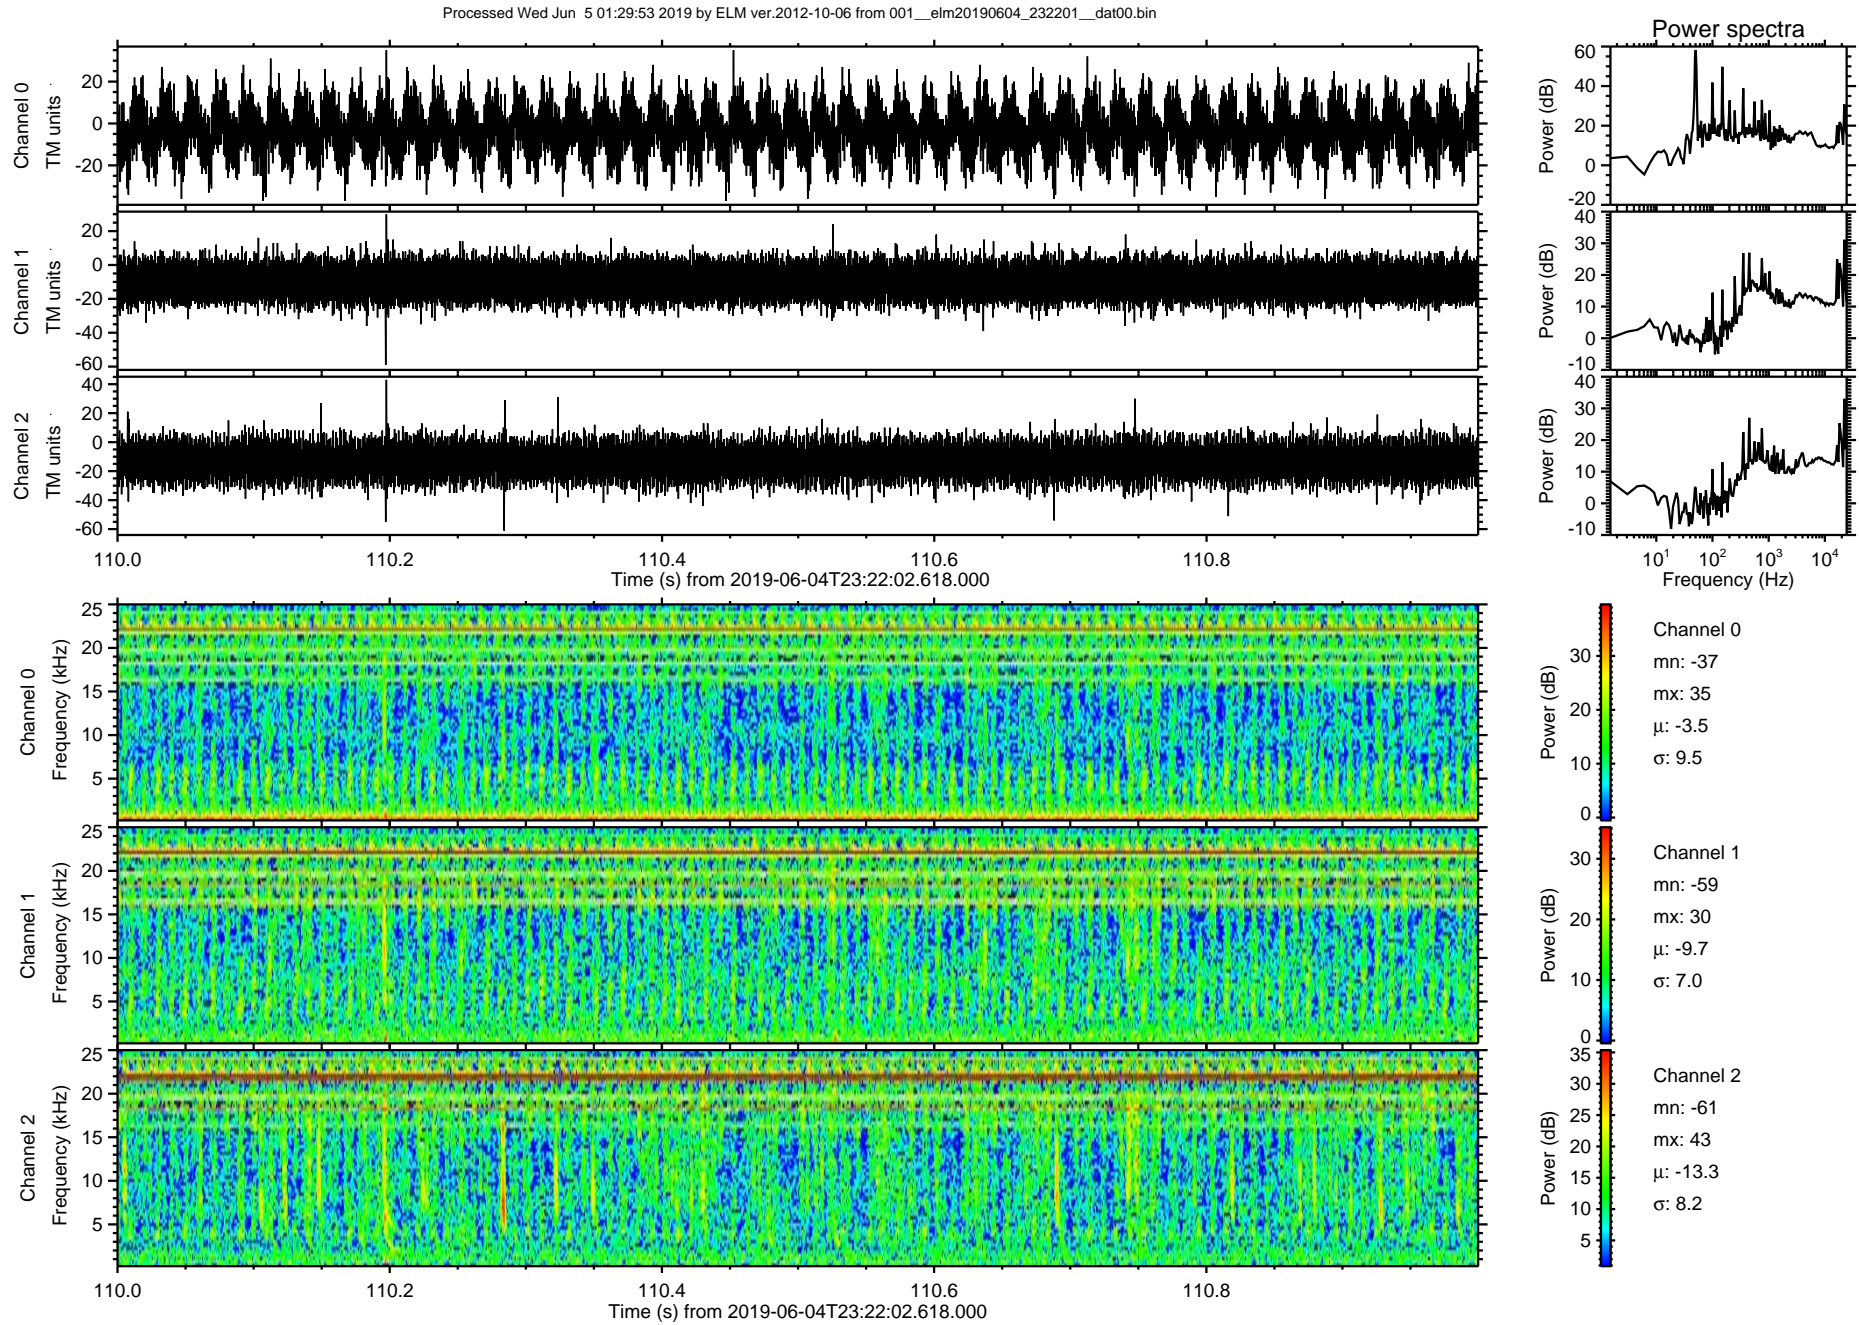 Processed Wed Jun  5 01:29:53 2019 by ELM ver.2012-10-06 from 001__elm20190604_232201__dat00.bin
Power spectra
Channel 0
TM units
20
0
-20
Power (dB)
60
40
20
0
-20
Channel 1
TM units
20
0
-20
-40
-60
Power (dB)
40
30
20
10
0
-10
Channel 2
TM units
40
20
0
-20
-40
-60
Power (dB)
40
30
20
10
0
-10
110.0 110.2 110.4 110.6 110.8
Time (s) from 2019-06-04T23:22:02.618.000
10¹ 10² 10³ 10⁴
Frequency (Hz)
Channel 0
Frequency (kHz)
25
20
15
10
5
Power (dB)
30
20
10
0
Channel 0
mn: -37
mx: 35
µ: -3.5
σ: 9.5
Channel 1
Frequency (kHz)
25
20
15
10
5
Power (dB)
30
20
10
0
Channel 1
mn: -59
mx: 30
µ: -9.7
σ: 7.0
Channel 2
Frequency (kHz)
25
20
15
10
5
Power (dB)
35
30
25
20
15
10
5
Channel 2
mn: -61
mx: 43
µ: -13.3
σ: 8.2
110.0 110.2 110.4 110.6 110.8
Time (s) from 2019-06-04T23:22:02.618.000